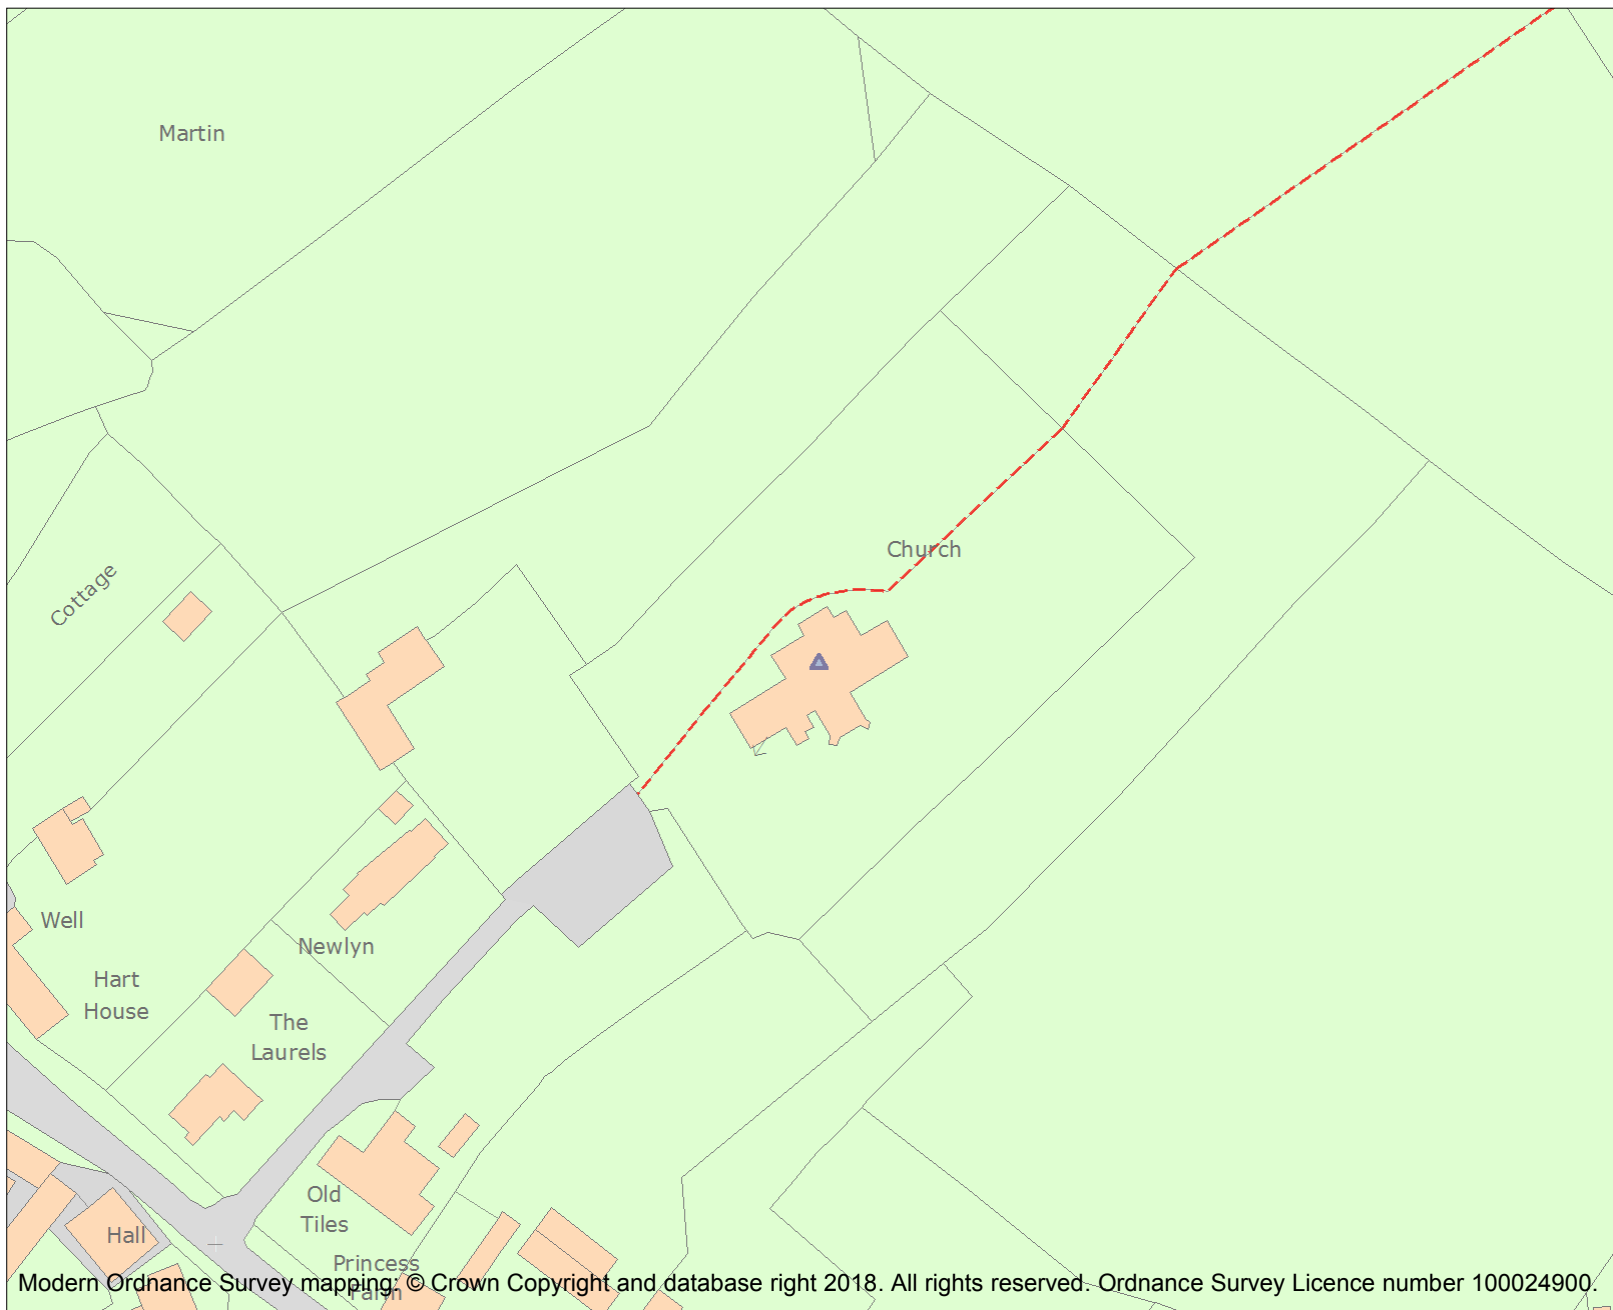 Martin
Church
Cottage
Well
Newlyn
Hart
House
The
Laurels
Old
Tiles
Hall
Princess
Farm
Modern Ordnance Survey mapping: © Crown Copyright and database right 2018. All rights reserved. Ordnance Survey Licence number 100024900.